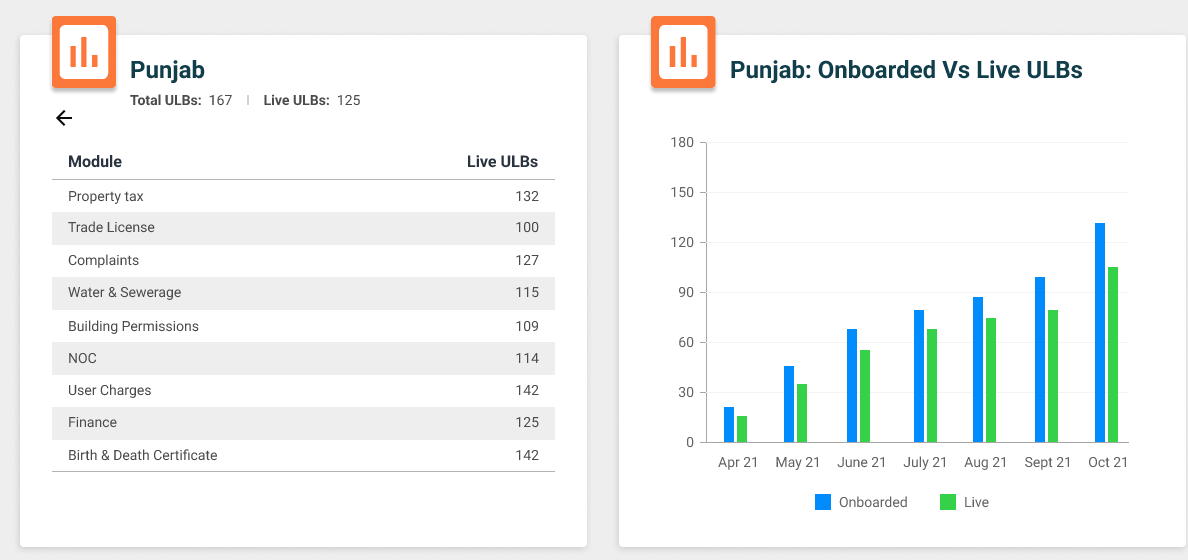 Punjab
Total ULBs: 167 | Live ULBs: 125
Module Live ULBs
Property tax 132
Trade License 100
Complaints 127
Water & Sewerage 115
Building Permissions 109
NOC 114
User Charges 142
Finance 125
Birth & Death Certificate 142
Punjab: Onboarded Vs Live ULBs
180
150
120
90
60
30
0
Apr 21 May 21 June 21 July 21 Aug 21 Sept 21 Oct 21
Onboarded Live